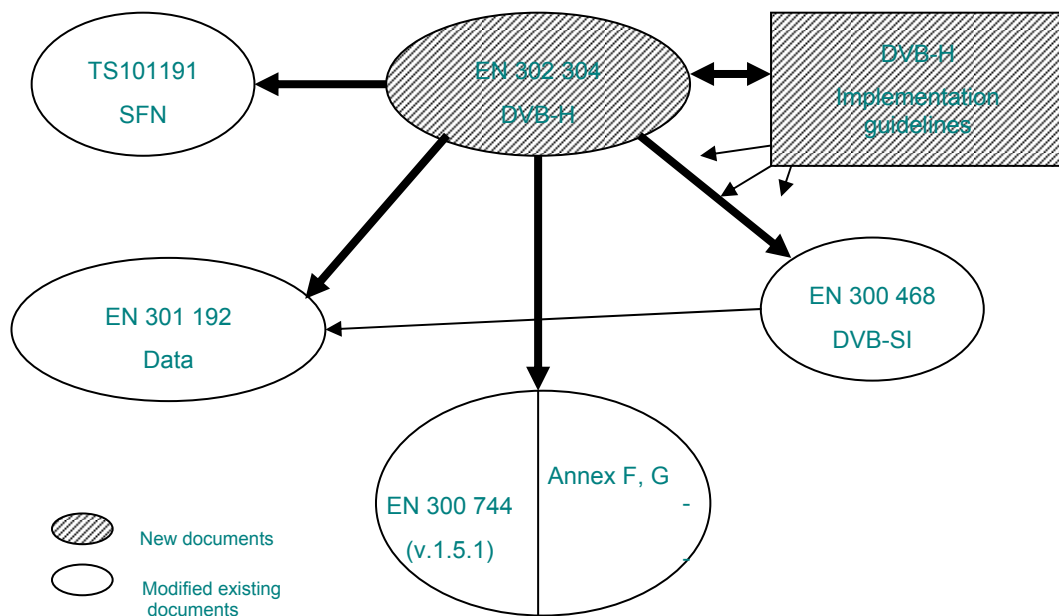 TS101191
SFN
EN 302 304
DVB-H
DVB-H
Implementation
guidelines
EN 301 192
Data
EN 300 468
DVB-SI
Annex F, G
-
EN 300 744
(v.1.5.1)
-
New documents
Modified existing
documents